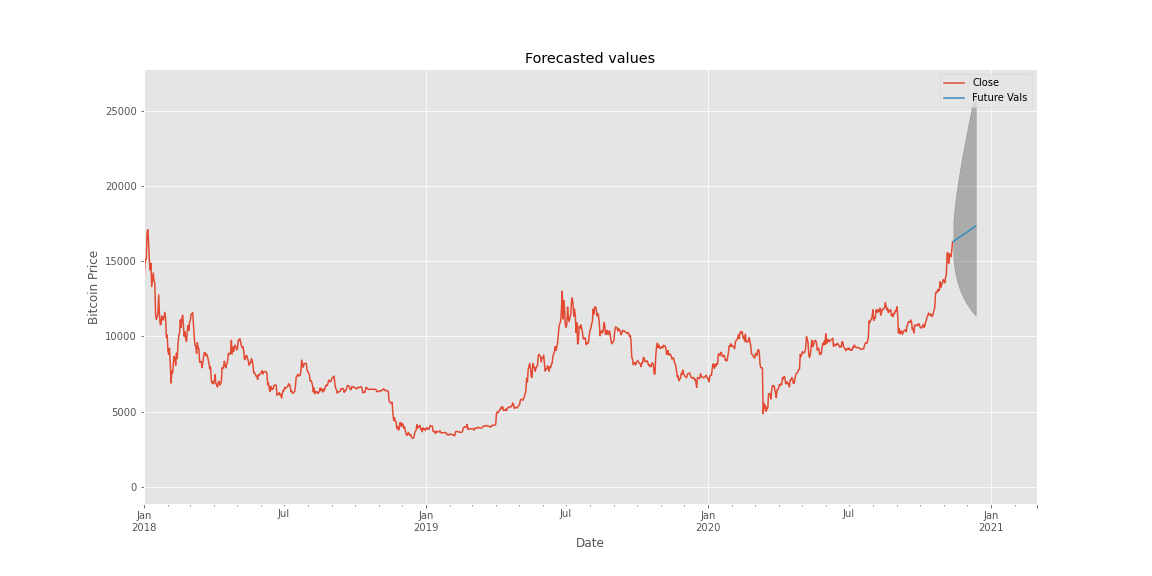 Forecasted values
Close
Future Vals
25000
20000
15000
10000
5000
0
Bitcoin Price
Jan Jul Jan Jul Jan Jul Jan
2018 2019 2020 2021
Date